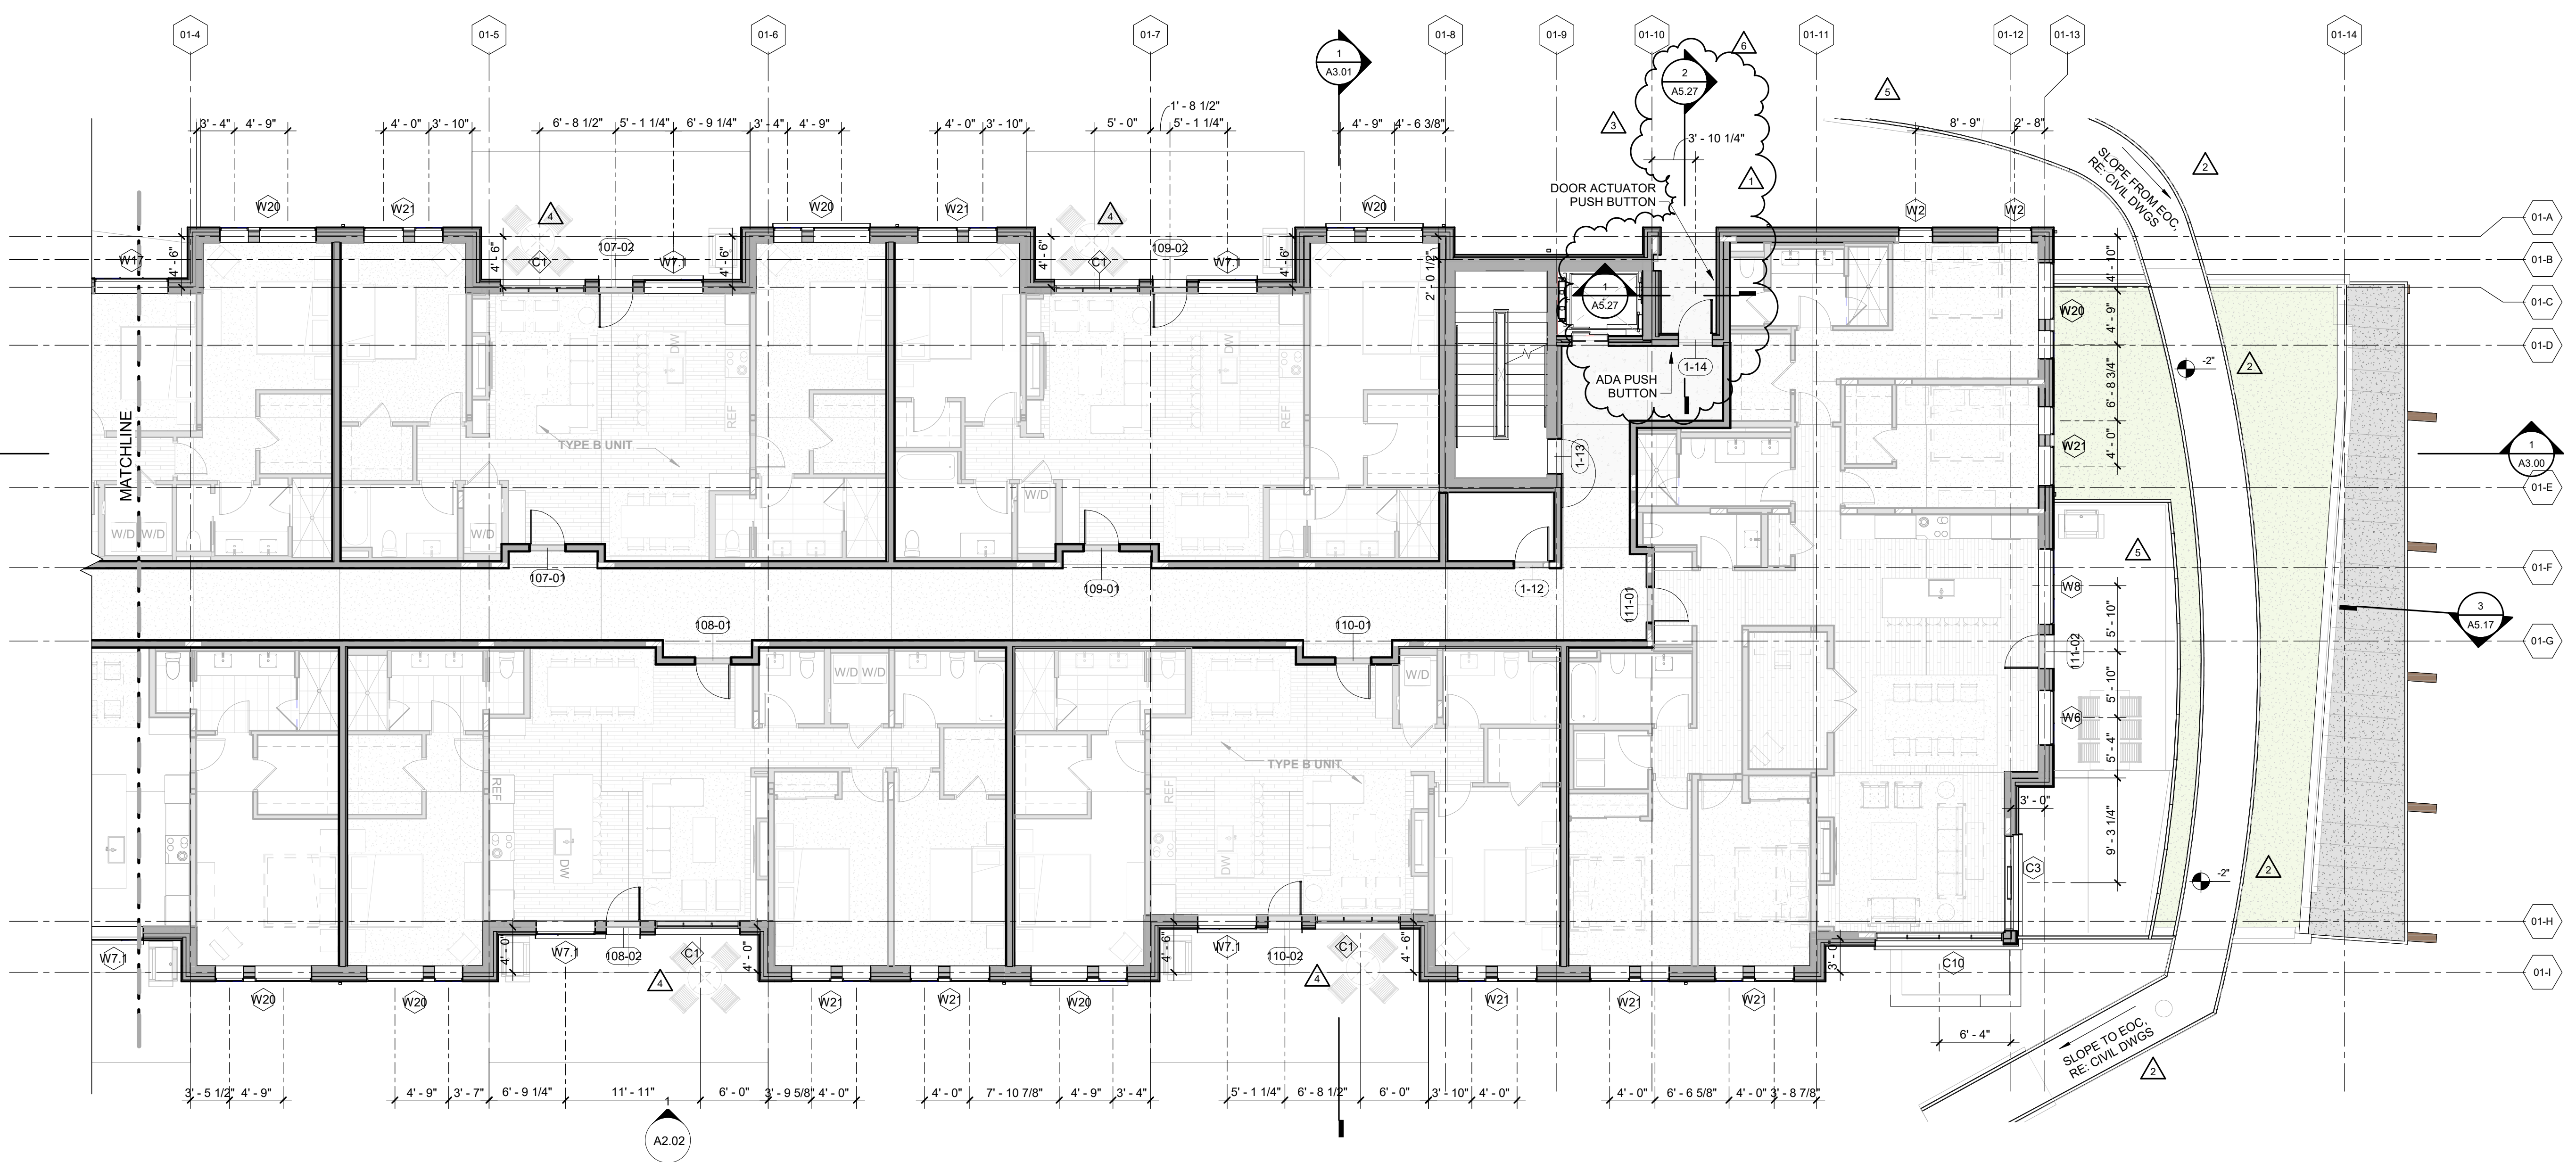 01-4
01-5
01-6
01-7
01-8
01-9
01-10
01-11
01-12
01-13
01-14
1
A3.01
2
A5.27
6
5
3
1
2
3' - 4"
4' - 9"
4' - 0"
3' - 10"
6' - 8 1/2"
5' - 1 1/4"
6' - 9 1/4"
3' - 4"
4' - 9"
4' - 0"
3' - 10"
5' - 0"
1' - 8 1/2"
5' - 1 1/4"
4' - 9"
4' - 6 3/8"
3' - 10 1/4"
8' - 9"
2' - 8"
SLOPE FROM EOC,
RE: CIVIL DWGS
DOOR ACTUATOR
PUSH BUTTON
W20
W21
4
W20
W21
4
W20
W2
W2
01-A
01-B
01-C
01-D
01-E
01-F
01-G
01-H
01-I
W17
4' - 6"
4' - 6"
C1
107-02
W7.1
4' - 6"
4' - 6"
C1
109-02
W7.1
4' - 6"
2' - 0 1/2"
1
A5.27
4' - 10"
W20
4' - 9"
6' - 8 3/4"
W21
4' - 0"
-2"
2
1
A3.00
DW
REF
DW
REF
ADA PUSH
BUTTON
1-14
1-13
MATCHLINE
TYPE B UNIT
W/D
W/D
W/D
W/D
107-01
109-01
1-12
111-01
108-01
110-01
5
W8
5' - 10"
111-02
5' - 10"
W6
5' - 4"
3
A5.17
W/D
W/D
W/D
TYPE B UNIT
REF
DW
REF
DW
3' - 0"
9' - 3 1/4"
C3
-2"
2
W7.1
4' - 0"
W7.1
108-02
C1
4' - 0"
4
4' - 6"
W7.1
110-02
C1
4' - 6"
4
3' - 0"
C10
W20
W20
W21
W21
W20
W21
W21
W21
6' - 4"
SLOPE TO EOC,
RE: CIVIL DWGS
2
3' - 5 1/2"
4' - 9"
4' - 9"
3' - 7"
6' - 9 1/4"
11' - 11"
6' - 0"
3' - 9 5/8"
4' - 0"
4' - 0"
7' - 10 7/8"
4' - 9"
3' - 4"
5' - 1 1/4"
6' - 8 1/2"
6' - 0"
3' - 10"
4' - 0"
4' - 0"
6' - 6 5/8"
4' - 0"
3' - 8 7/8"
1
A2.02